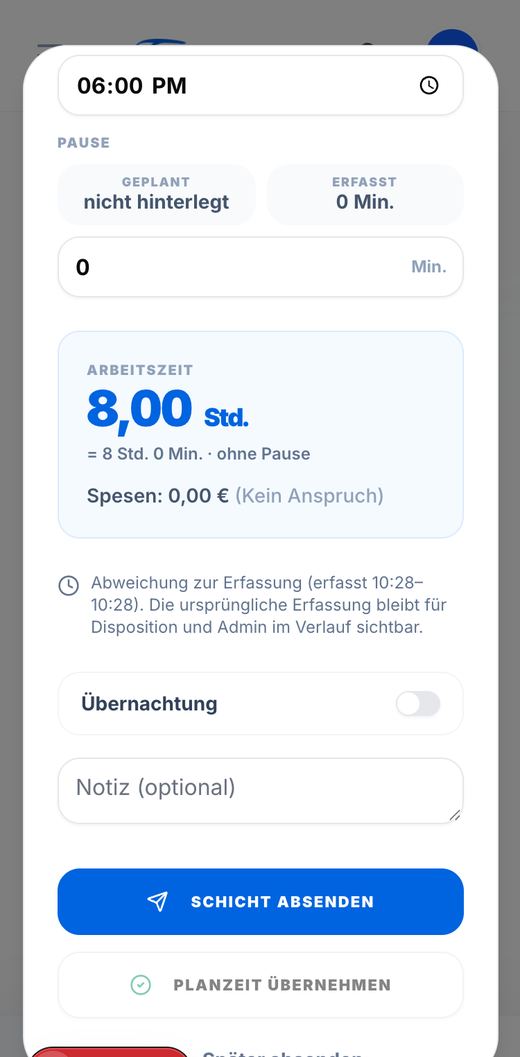 06:00 PM
PAUSE
GEPLANT
nicht hinterlegt
ERFASST
0 Min.
0 Min.
ARBEITSZEIT
8,00 Std.
= 8 Std. 0 Min. · ohne Pause
Spesen: 0,00 € (Kein Anspruch)
Abweichung zur Erfassung (erfasst 10:28–
10:28). Die ursprüngliche Erfassung bleibt für
Disposition und Admin im Verlauf sichtbar.
Übernachtung
Notiz (optional)
SCHICHT ABSENDEN
PLANZEIT ÜBERNEHMEN
Später absenden